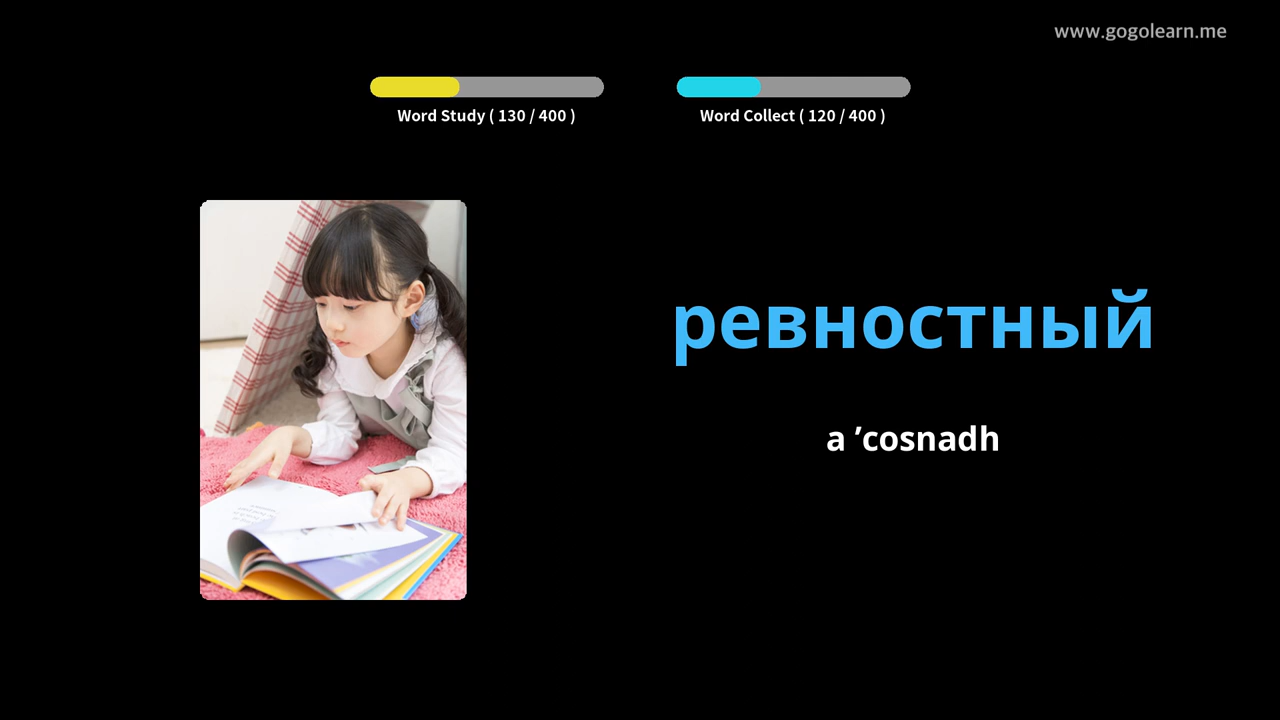 www.gogolearn.me
Word Study ( 130 / 400 )
Word Collect ( 120 / 400 )
ревностный
a ’cosnadh